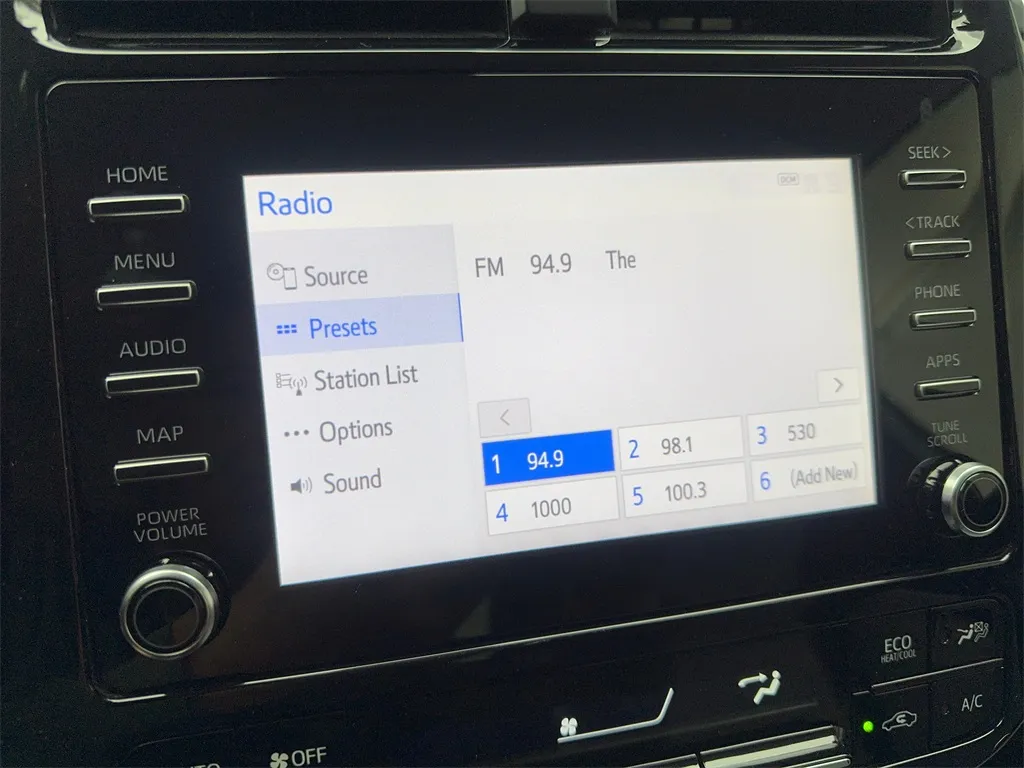 HOME
MENU
AUDIO
MAP
POWER
VOLUME
Radio
DCM
Source
Presets
Station List
Options
Sound
FM 94.9 The
1 94.9
2 98.1
3 530
4 1000
5 100.3
6 (Add New)
SEEK >
< TRACK
PHONE
APPS
TUNE
SCROLL
ECO
HEAT/COOL
A/C
OFF